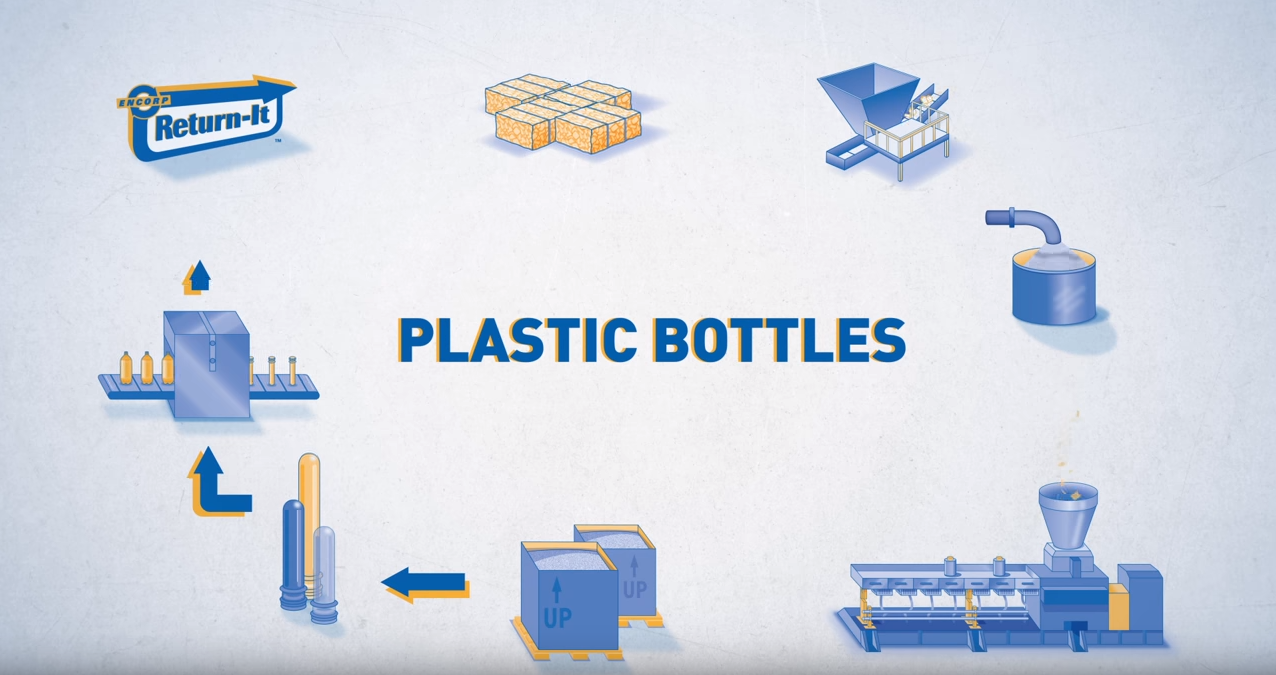 ENCORP
Return-It
™
PLASTIC BOTTLES
UP
UP